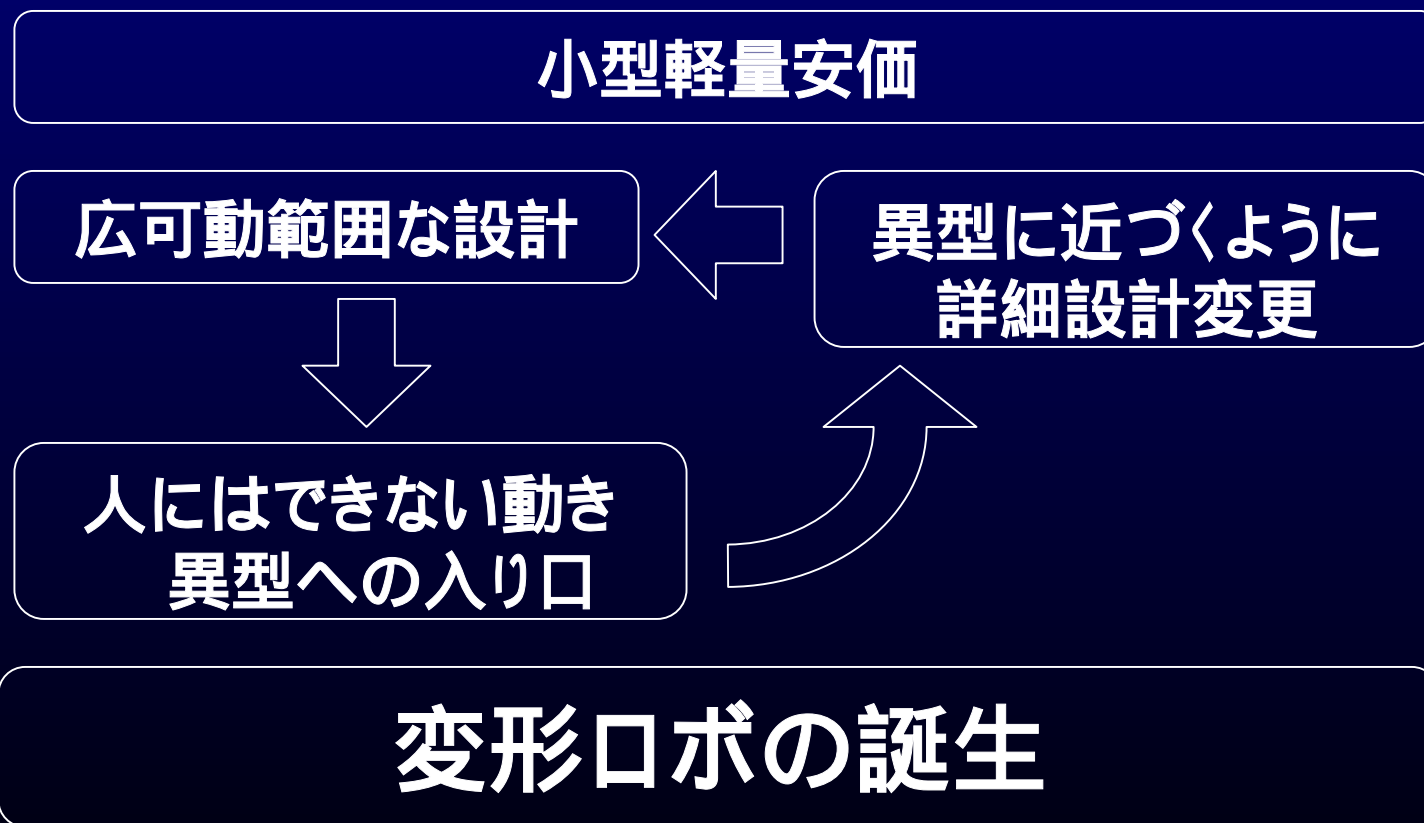 小型軽量安価
広可動範囲な設計
異型に近づくように
詳細設計変更
人にはできない動き
異型への入り口
変形ロボの誕生